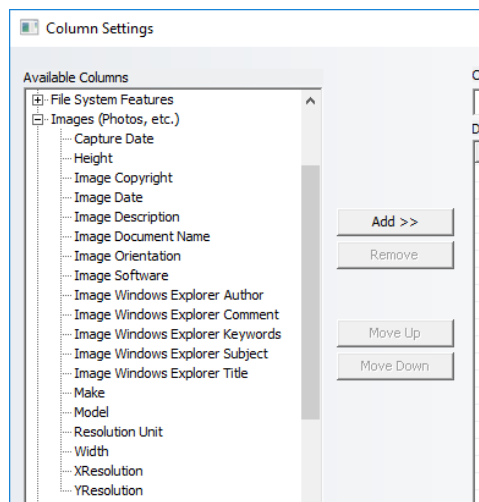 Column Settings
Available Columns
File System Features
Images (Photos, etc.)
Capture Date
Height
Image Copyright
Image Date
Image Description
Image Document Name
Image Orientation
Image Software
Image Windows Explorer Author
Image Windows Explorer Comment
Image Windows Explorer Keywords
Image Windows Explorer Subject
Image Windows Explorer Title
Make
Model
Resolution Unit
Width
XResolution
YResolution
Add >>
Remove
Move Up
Move Down